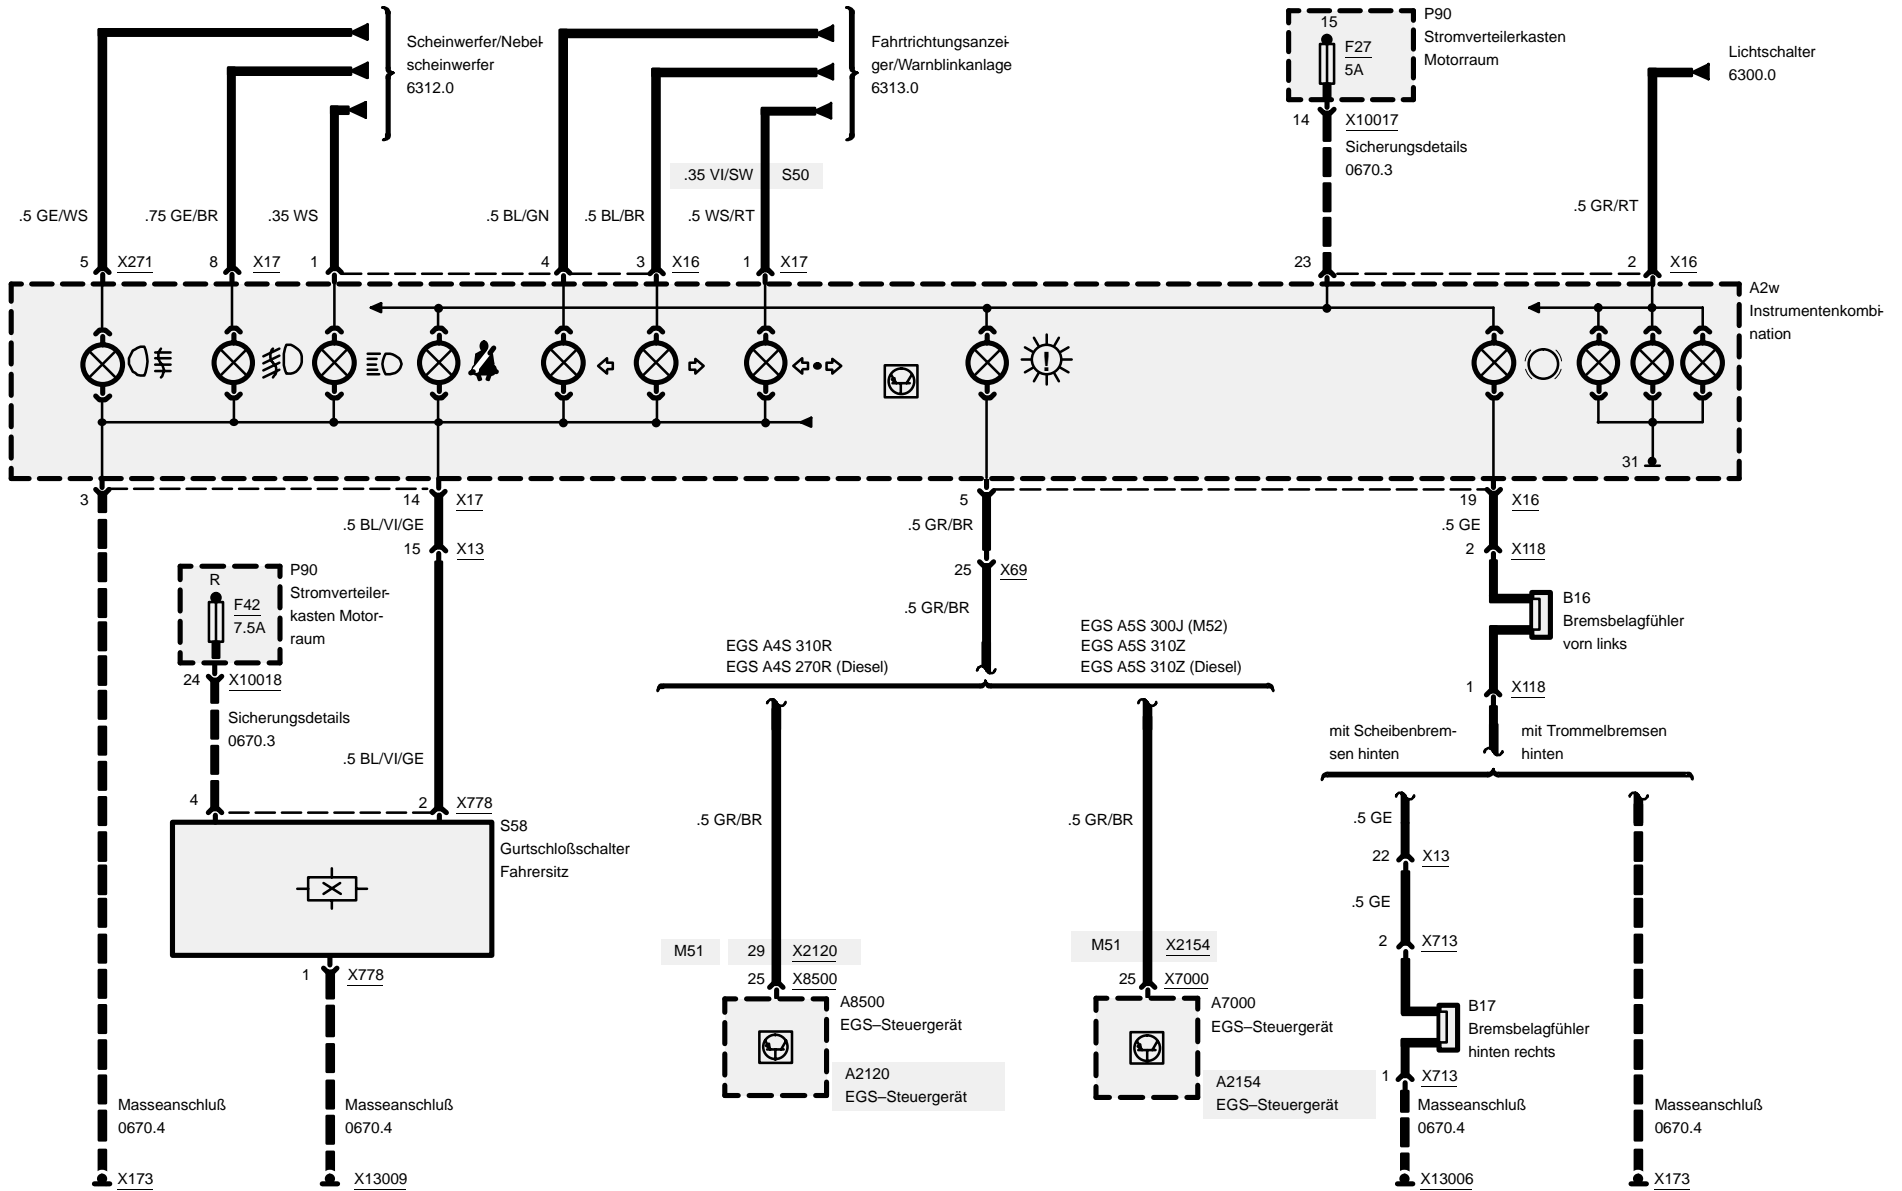 Scheinwerfer/Nebel-
scheinwerfer
6312.0
Fahrtrichtungsanzei-
ger/Warnblinkanlage
6313.0
15
F27
5A
P90
Stromverteilerkasten
Motorraum
Lichtschalter
6300.0
14
X10017
Sicherungsdetails
0670.3
.35 VI/SW
S50
.5 GE/WS
.75 GE/BR
.35 WS
.5 BL/GN
.5 BL/BR
.5 WS/RT
.5 GR/RT
5
X271
8
X17
1
4
3
X16
1
X17
23
2
X16
A2w
Instrumentenkombi-
nation
31
3
14
X17
5
19
X16
.5 BL/VI/GE
.5 GR/BR
.5 GE
15
X13
2
X118
25
X69
R
F42
7.5A
P90
Stromverteiler-
kasten Motor-
raum
.5 GR/BR
B16
Bremsbelagfühler
vorn links
EGS A4S 310R
EGS A4S 270R (Diesel)
EGS A5S 300J (M52)
EGS A5S 310Z
EGS A5S 310Z (Diesel)
24
X10018
1
X118
Sicherungsdetails
0670.3
mit Scheibenbrem-
sen hinten
mit Trommelbremsen
hinten
.5 BL/VI/GE
4
2
X778
S58
Gurtschloßschalter
Fahrersitz
.5 GR/BR
.5 GR/BR
.5 GE
22
X13
.5 GE
M51
29
X2120
25
X8500
M51
X2154
25
X7000
2
X713
1
X778
A8500
EGS–Steuergerät
A2120
EGS–Steuergerät
A7000
EGS–Steuergerät
A2154
EGS–Steuergerät
B17
Bremsbelagfühler
hinten rechts
1
X713
Masseanschluß
0670.4
Masseanschluß
0670.4
Masseanschluß
0670.4
Masseanschluß
0670.4
X173
X13009
X13006
X173